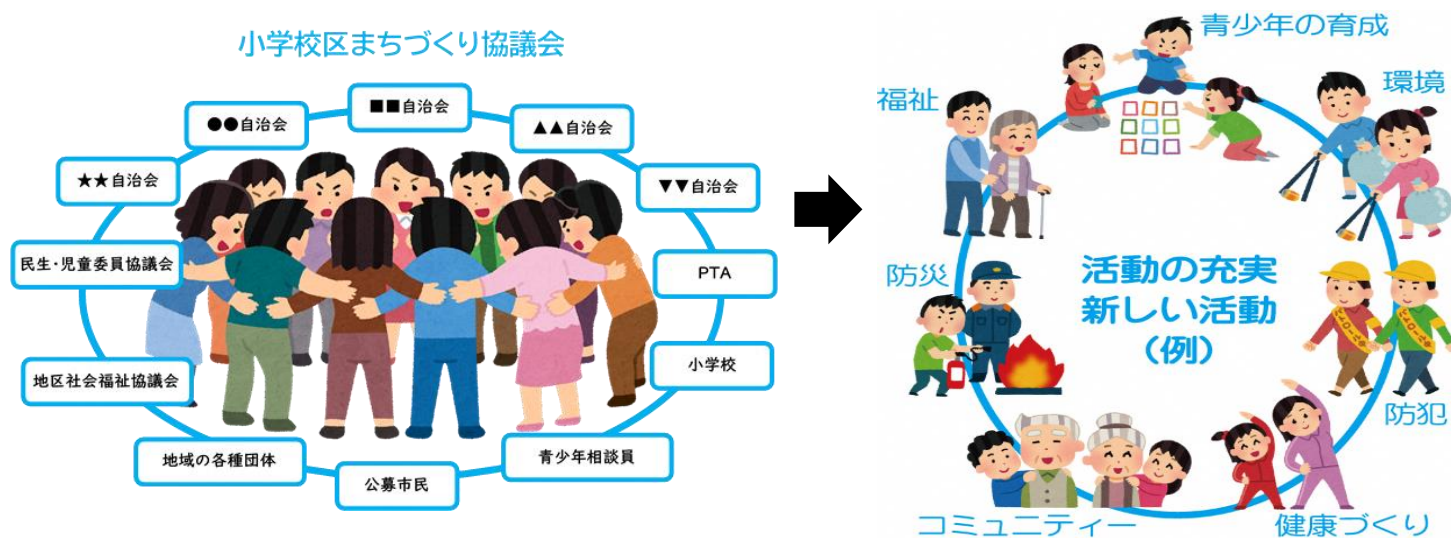 小学校区まちづくり協議会
■■自治会
●●自治会
▲▲自治会
★★自治会
▼▼自治会
民生・児童委員協議会
PTA
地区社会福祉協議会
小学校
地域の各種団体
青少年相談員
公募市民
青少年の育成
福祉
環境
防災
活動の充実
新しい活動
（例）
防犯
コミュニティー
健康づくり